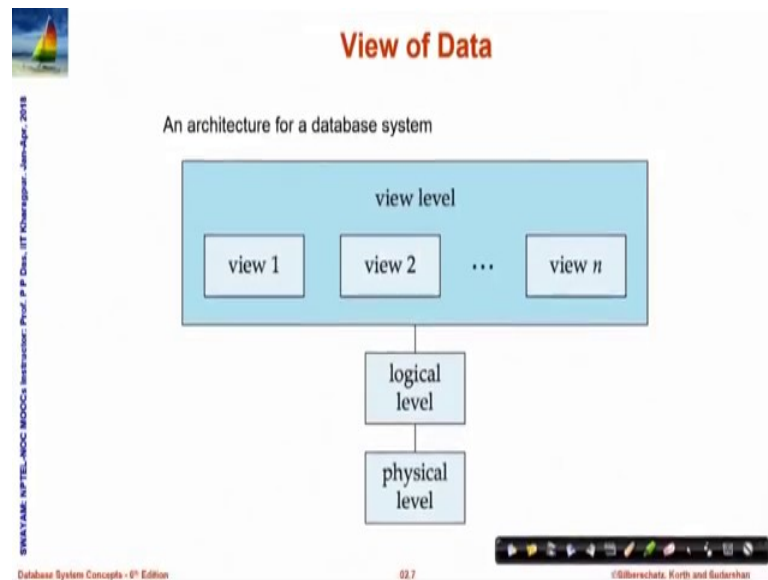 View of Data
SWAYAM: NPTEL-NOC MOOCs Instructor: Prof. P P Das, IIT Kharagpur. Jan-Apr, 2018
An architecture for a database system
view level
view 1
view 2
...
view n
logical
level
physical
level
Database System Concepts - 6th Edition
02.7
©Silberschatz, Korth and Sudarshan